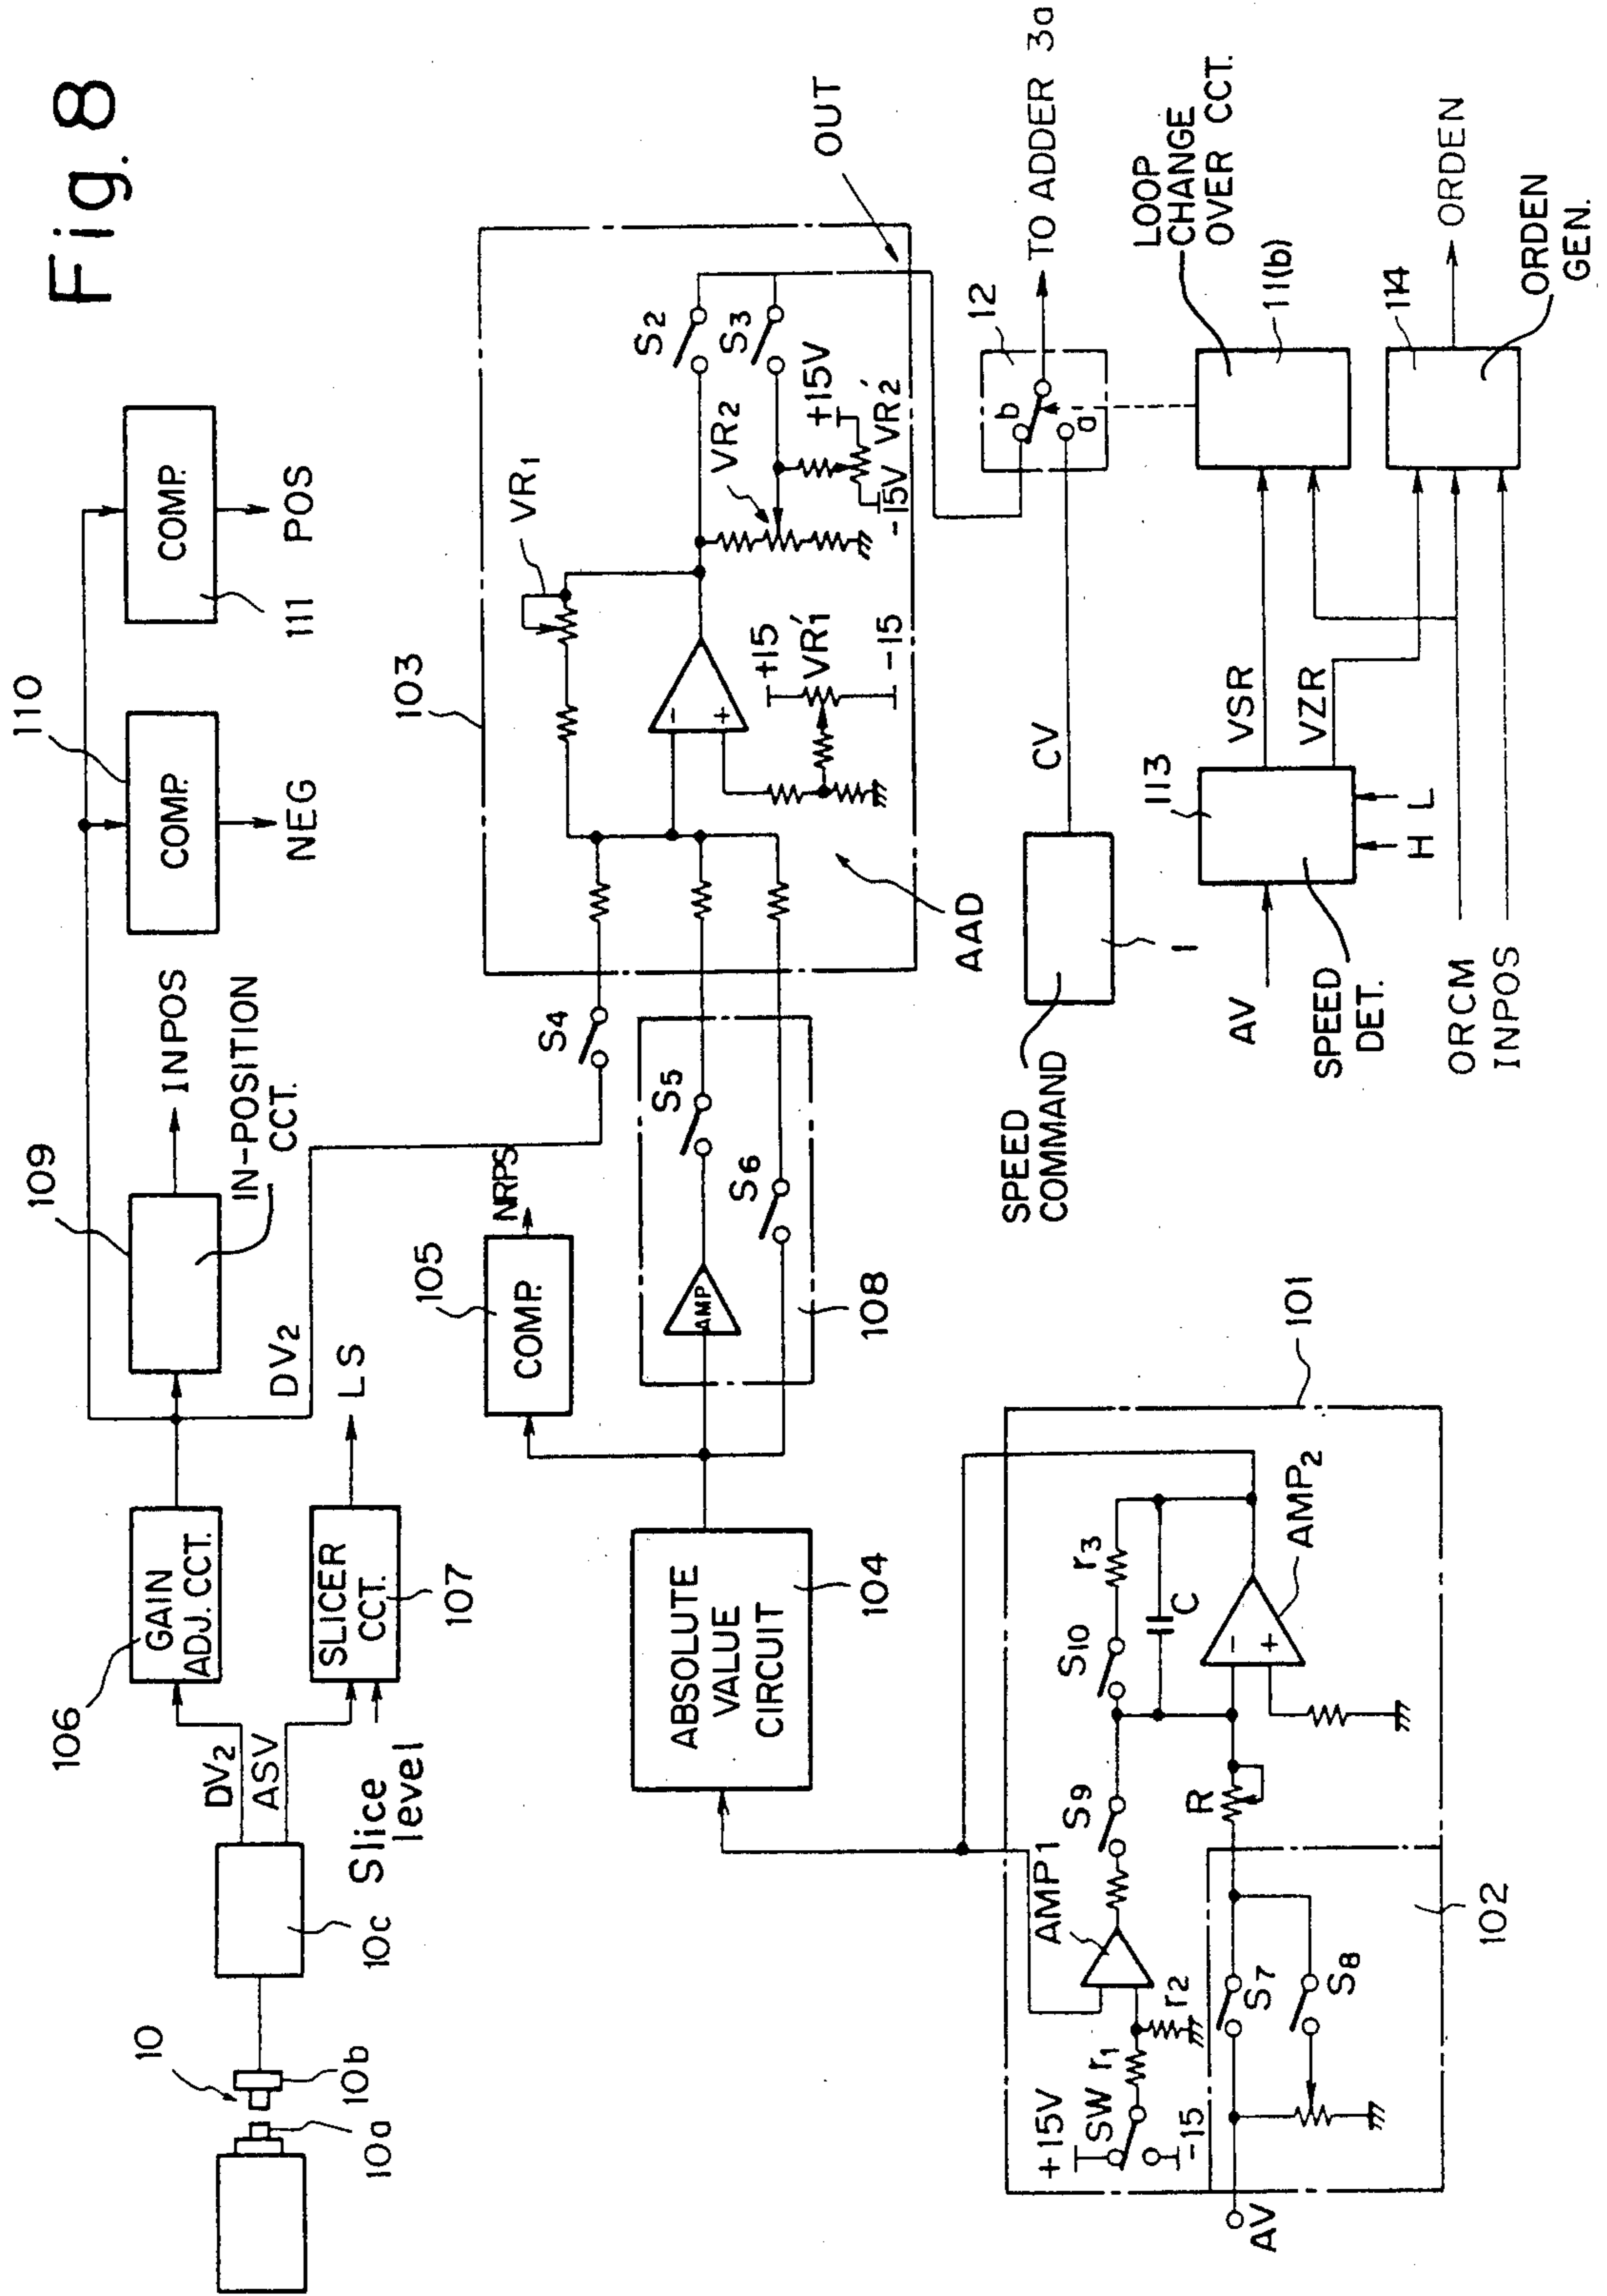 Fig. 8
10
10a
10b
10c
DV2
ASV
Slice
level
106
GAIN
ADJ. CCT.
SLICER
CCT.
107
LS
DV2
109
INPOS
IN-POSITION
CCT.
110
COMP.
NEG
COMP.
111
POS
ABSOLUTE
VALUE
CIRCUIT
104
105
COMP.
NRPS
AMP
S5
S6
108
S4
103
VR1
+15
VR1'
-15
AAD
VR2
S2
S3
+15V
VR2'
-15V
OUT
+15V
SW
-15
r1
r2
AMP1
S9
S10
r3
C
R
AMP2
101
AV
S7
S8
102
SPEED
COMMAND
1
CV
12
b
a
TO ADDER 3a
AV
113
SPEED
DET.
H
L
VSR
VZR
ORCM
INPOS
LOOP
CHANGE
OVER CCT.
11(b)
114
ORDEN
ORDEN
GEN.